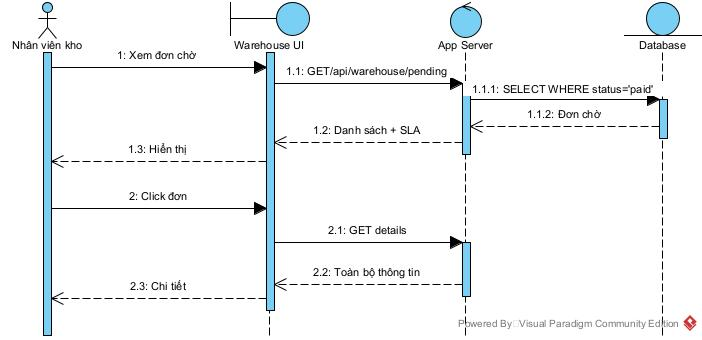 Nhân viên kho
Warehouse UI
App Server
Database
1: Xem đơn chờ
1.1: GET/api/warehouse/pending
1.1.1: SELECT WHERE status='paid'
1.1.2: Đơn chờ
1.2: Danh sách + SLA
1.3: Hiển thị
2: Click đơn
2.1: GET details
2.2: Toàn bộ thông tin
2.3: Chi tiết
Powered By Visual Paradigm Community Edition